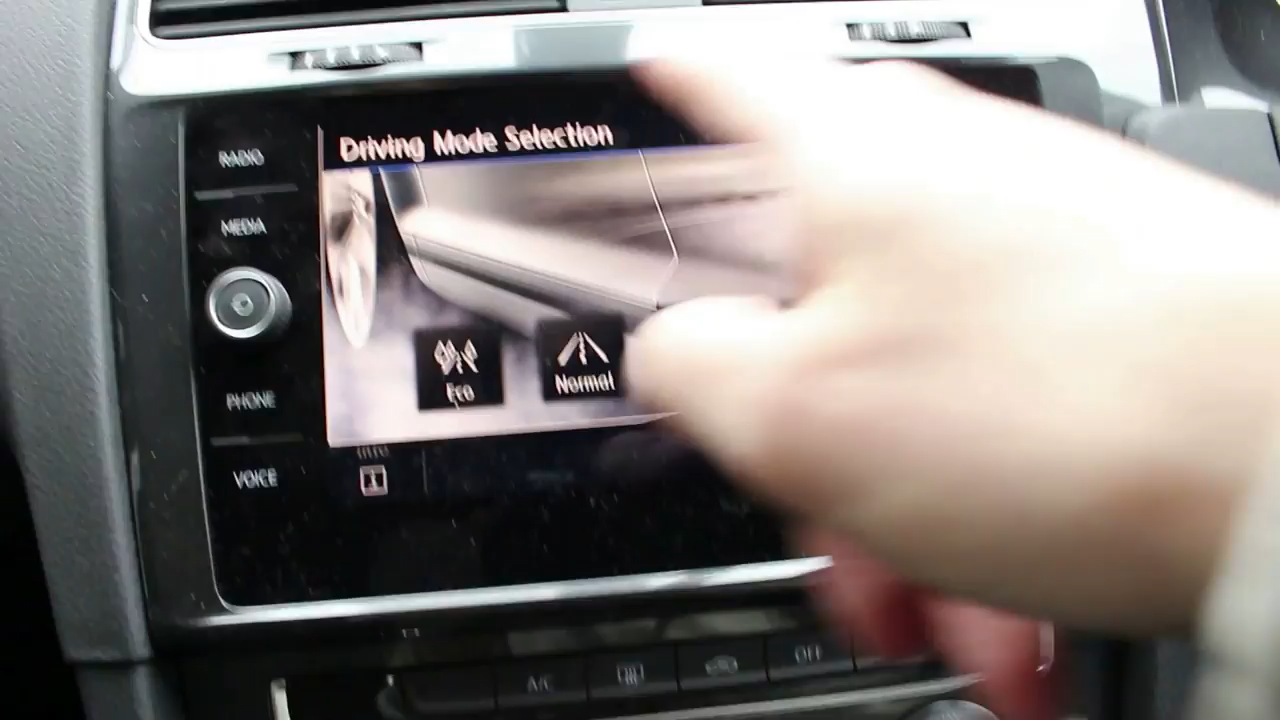 Driving Mode Selection
RADIO
MEDIA
Eco
Normal
PHONE
VOICE
A/C
OFF